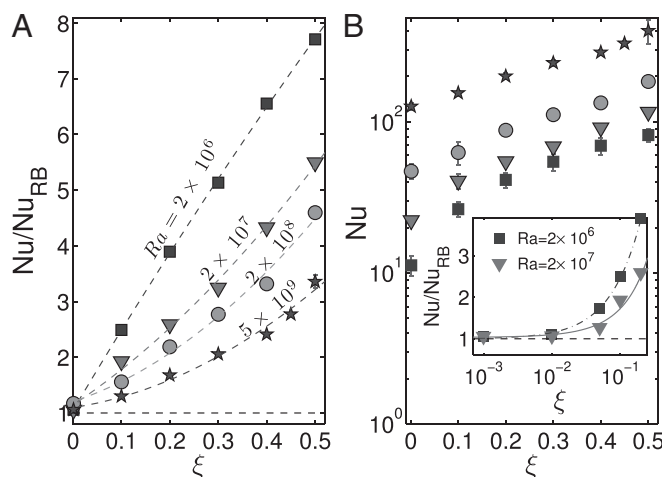 A
B
8
7
6
5
4
3
2
1
Nu/Nu_RB
Ra = 2 × 10^6
2 × 10^7
2 × 10^8
5 × 10^9
0
0.1
0.2
0.3
0.4
0.5
ξ
Nu
10^2
10^1
10^0
0
0.1
0.2
0.3
0.4
0.5
ξ
Nu/Nu_RB
3
2
1
Ra=2× 10^6
Ra=2× 10^7
10^−3
10^−2
10^−1
ξ